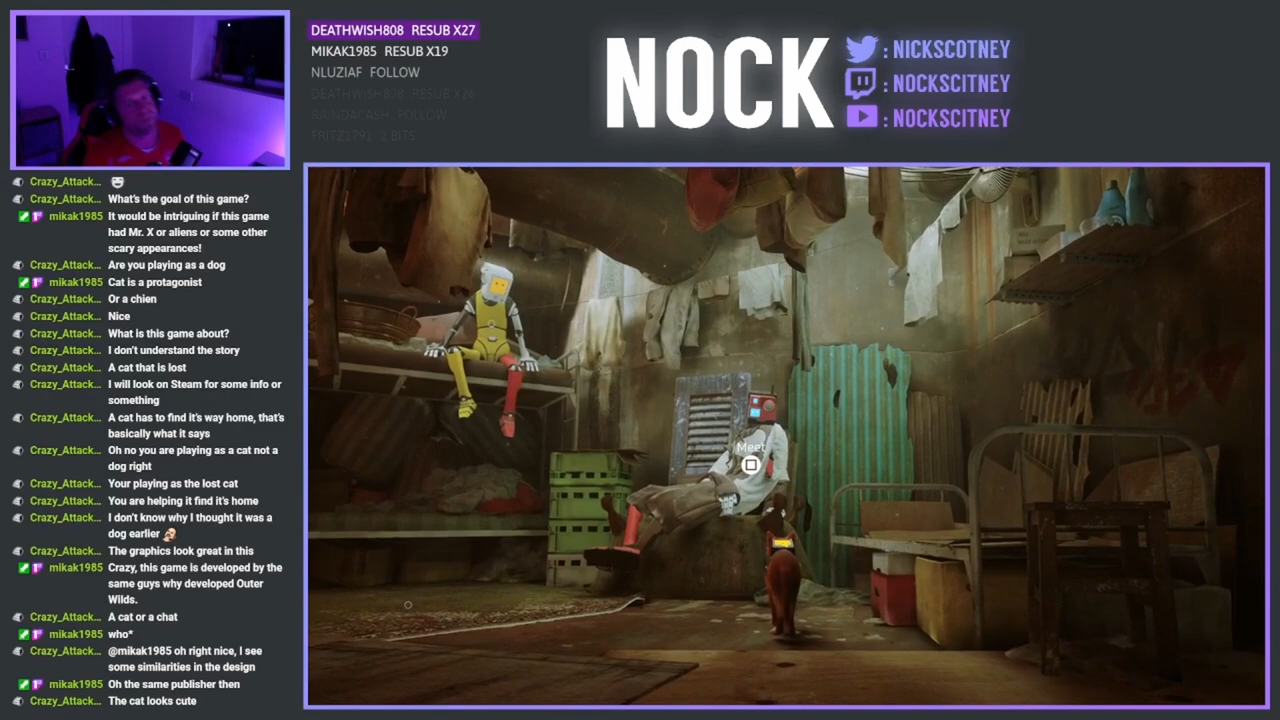 DEATHWISH808 RESUB X27
MIKAK1985 RESUB X19
NLUZIAF FOLLOW
DEATHWISH808 RESUB X26
RAINDACASH FOLLOW
FRITZ1791 2 BITS
NOCK
: NICKSCOTNEY
: NOCKSCITNEY
: NOCKSCITNEY
Crazy_Attack...
Crazy_Attack... What's the goal of this game?
mikak1985 It would be intriguing if this game
had Mr. X or aliens or some other
scary appearances!
Crazy_Attack... Are you playing as a dog
mikak1985 Cat is a protagonist
Crazy_Attack... Or a chien
Crazy_Attack... Nice
Crazy_Attack... What is this game about?
Crazy_Attack... I don't understand the story
Crazy_Attack... A cat that is lost
Crazy_Attack... I will look on Steam for some info or
something
Crazy_Attack... A cat has to find it's way home, that's
basically what it says
Crazy_Attack... Oh no you are playing as a cat not a
dog right
Crazy_Attack... Your playing as the lost cat
Crazy_Attack... You are helping it find it's home
Crazy_Attack... I don't know why I thought it was a
dog earlier
Crazy_Attack... The graphics look great in this
mikak1985 Crazy, this game is developed by the
same guys why developed Outer
Wilds.
Crazy_Attack... A cat or a chat
mikak1985 who*
Crazy_Attack... @mikak1985 oh right nice, I see
some similarities in the design
mikak1985 Oh the same publisher then
Crazy_Attack... The cat looks cute
Meet